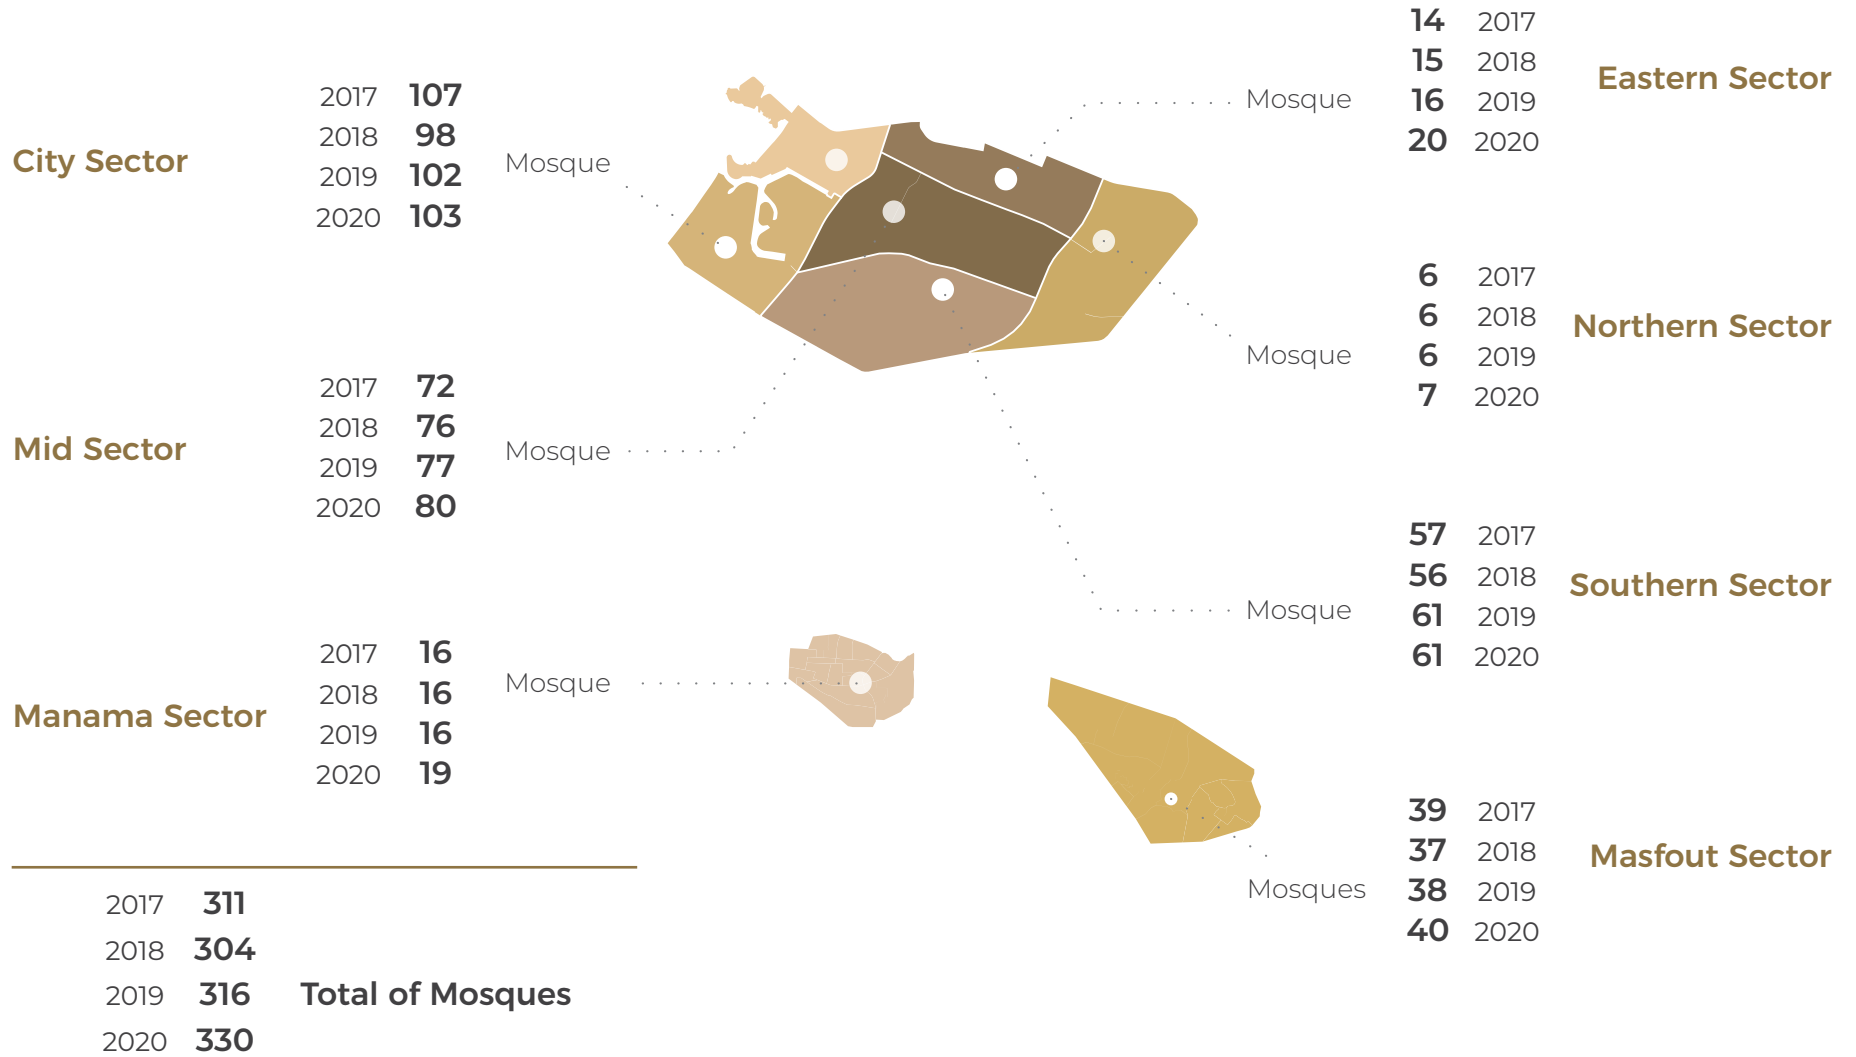 City Sector
2017 107
2018 98
2019 102
2020 103
Mosque
Mid Sector
2017 72
2018 76
2019 77
2020 80
Mosque
Manama Sector
2017 16
2018 16
2019 16
2020 19
Mosque
2017 311
2018 304
2019 316
2020 330
Total of Mosques
Mosque
14 2017
15 2018
16 2019
20 2020
Eastern Sector
Mosque
6 2017
6 2018
6 2019
7 2020
Northern Sector
Mosque
57 2017
56 2018
61 2019
61 2020
Southern Sector
Mosques
39 2017
37 2018
38 2019
40 2020
Masfout Sector